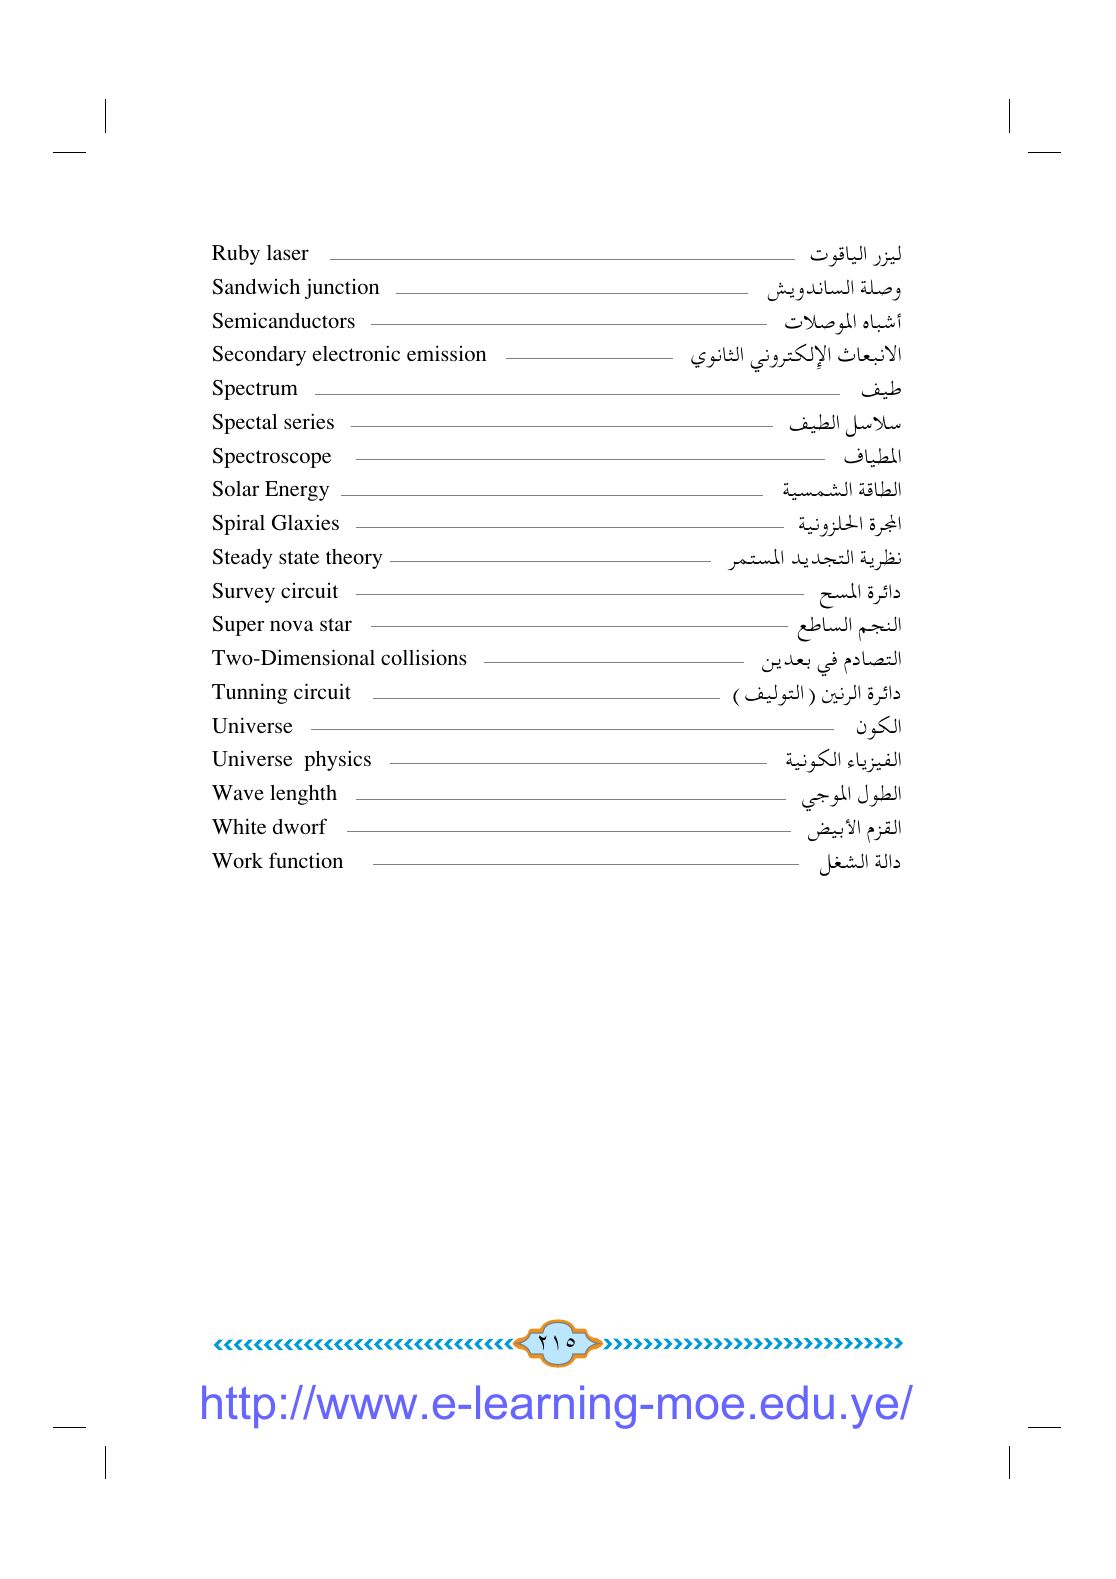 Ruby laser ليزر الياقوت
Sandwich junction وصلة الساندويش
Semicanductors أشباه الموصلات
Secondary electronic emission الانبعاث الإلكتروني الثانوي
Spectrum طيف
Spectal series سلاسل الطيف
Spectroscope المطياف
Solar Energy الطاقة الشمسية
Spiral Glaxies المجرة الحلزونية
Steady state theory نظرية التجديد المستمر
Survey circuit دائرة المسح
Super nova star النجم الساطع
Two-Dimensional collisions التصادم في بعدين
Tunning circuit دائرة الرنين ( التوليف )
Universe الكون
Universe physics الفيزياء الكونية
Wave lenghth الطول الموجي
White dworf القزم الأبيض
Work function دالة الشغل
٢١٥
http://www.e-learning-moe.edu.ye/